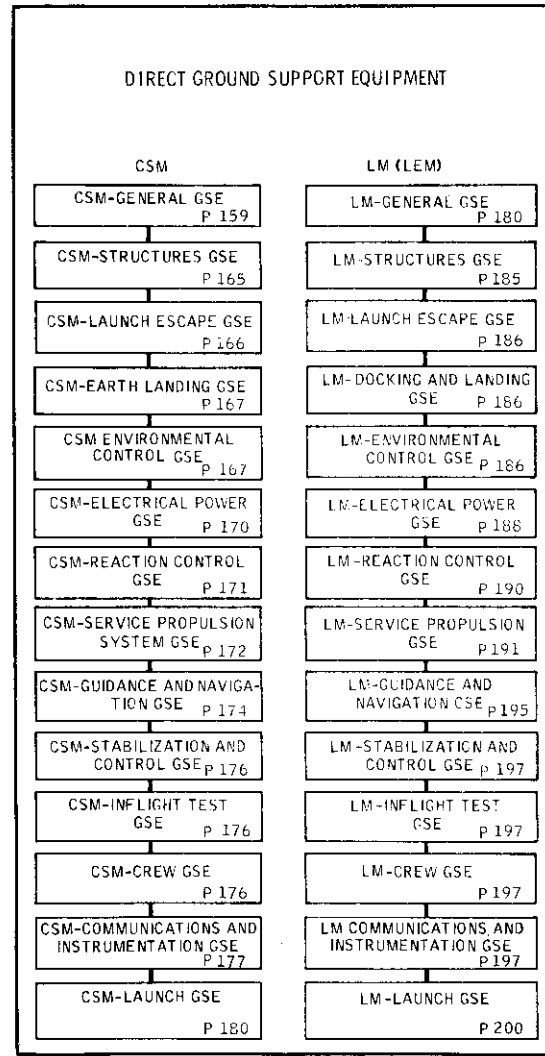 DIRECT GROUND SUPPORT EQUIPMENT
CSM
CSM-GENERAL GSE
P 159
CSM-STRUCTURES GSE
P 165
CSM-LAUNCH ESCAPE GSE
P 166
CSM-EARTH LANDING GSE
P 167
CSM ENVIRONMENTAL
CONTROL GSE
P 167
CSM-ELECTRICAL POWER
GSE
P 170
CSM-REACTION CONTROL
GSE
P 171
CSM-SERVICE PROPULSION
SYSTEM GSE
P 172
CSM-GUIDANCE AND NAVIGA-
TION GSE
P 174
CSM-STABILIZATION AND
CONTROL GSE
P 176
CSM-INFLIGHT TEST
GSE
P 176
CSM-CREW GSE
P 176
CSM-COMMUNICATIONS AND
INSTRUMENTATION GSE
P 177
CSM-LAUNCH GSE
P 180
LM (LEM)
LM-GENERAL GSE
P 180
LM-STRUCTURES GSE
P 185
LM-LAUNCH ESCAPE GSE
P 186
LM-DOCKING AND LANDING
GSE
P 186
LM-ENVIRONMENTAL
CONTROL GSE
P 186
LM-ELECTRICAL POWER
GSE
P 188
LM-REACTION CONTROL
GSE
P 190
LM-SERVICE PROPULSION
GSE
P 191
LM-GUIDANCE AND
NAVIGATION GSE
P 195
LM-STABILIZATION AND
CONTROL GSE
P 197
LM-INFLIGHT TEST
GSE
P 197
LM-CREW GSE
P 197
LM COMMUNICATIONS AND
INSTRUMENTATION GSE
P 197
LM-LAUNCH GSE
P 200